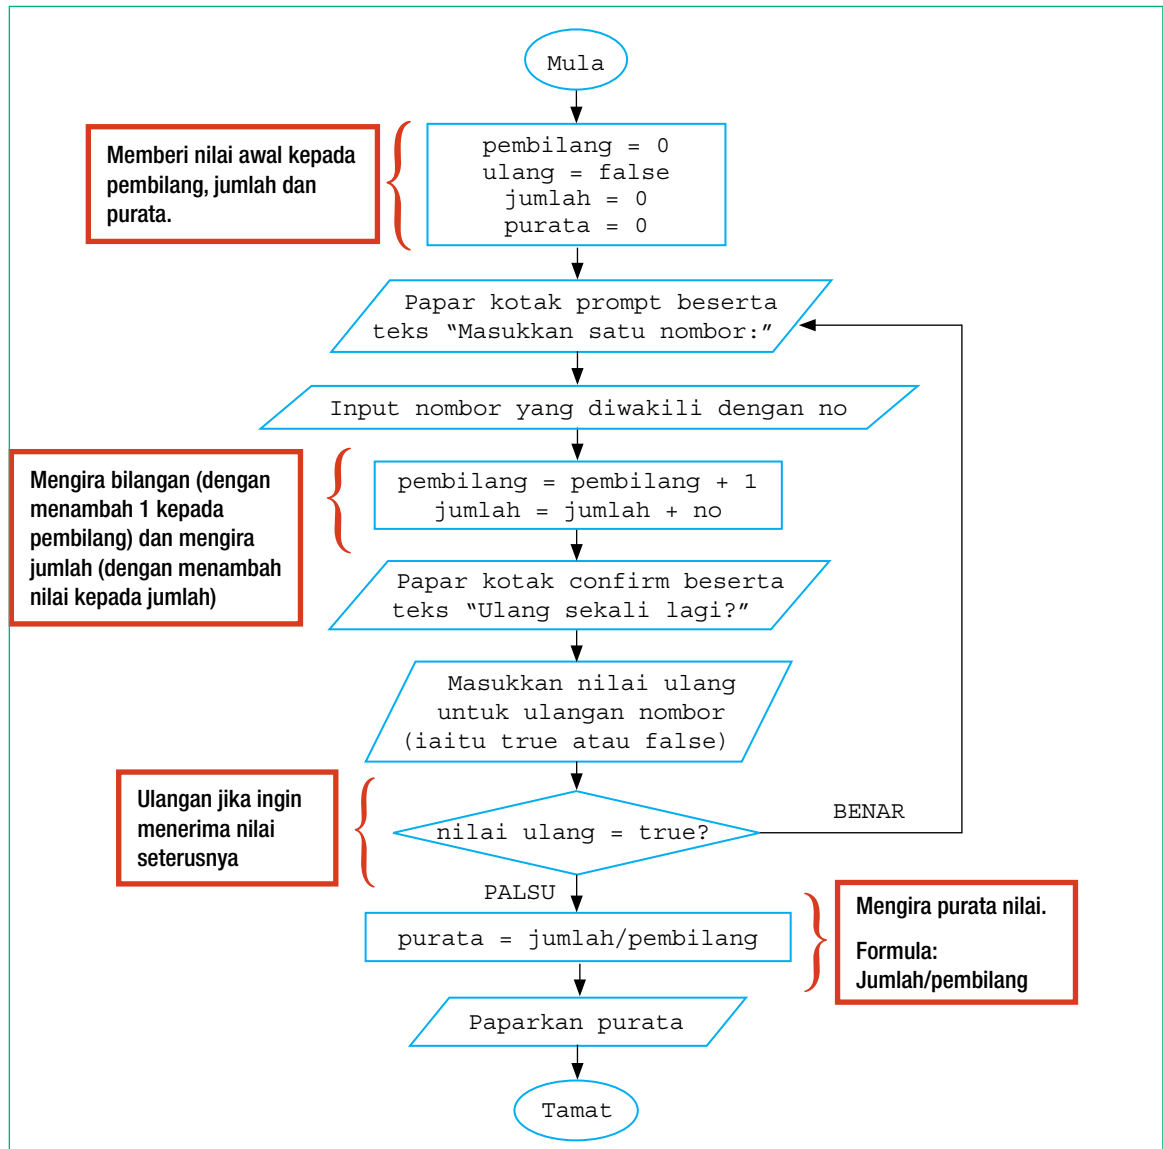 Mula
Memberi nilai awal kepada
pembilang, jumlah dan
purata.
pembilang = 0
ulang = false
jumlah = 0
purata = 0
Papar kotak prompt beserta
teks “Masukkan satu nombor:”
Input nombor yang diwakili dengan no
Mengira bilangan (dengan
menambah 1 kepada
pembilang) dan mengira
jumlah (dengan menambah
nilai kepada jumlah)
pembilang = pembilang + 1
jumlah = jumlah + no
Papar kotak confirm beserta
teks “Ulang sekali lagi?”
Masukkan nilai ulang
untuk ulangan nombor
(iaitu true atau false)
Ulangan jika ingin
menerima nilai
seterusnya
nilai ulang = true?
BENAR
PALSU
purata = jumlah/pembilang
Mengira purata nilai.
Formula:
Jumlah/pembilang
Paparkan purata
Tamat